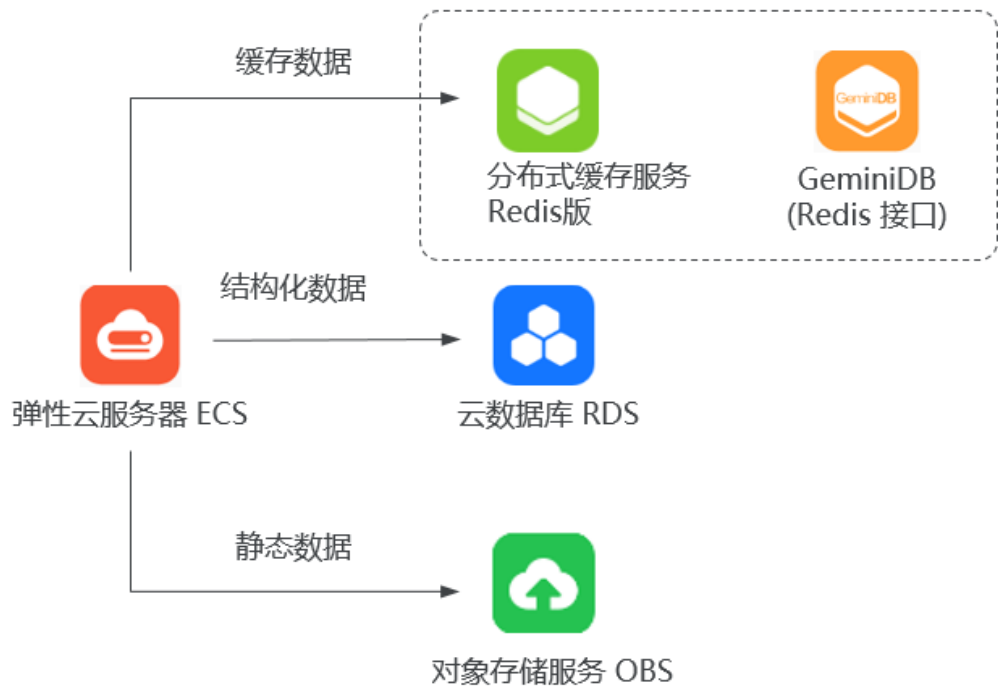 缓存数据
GeminiDB
分布式缓存服务
Redis版
GeminiDB
(Redis 接口)
结构化数据
弹性云服务器 ECS
云数据库 RDS
静态数据
对象存储服务 OBS